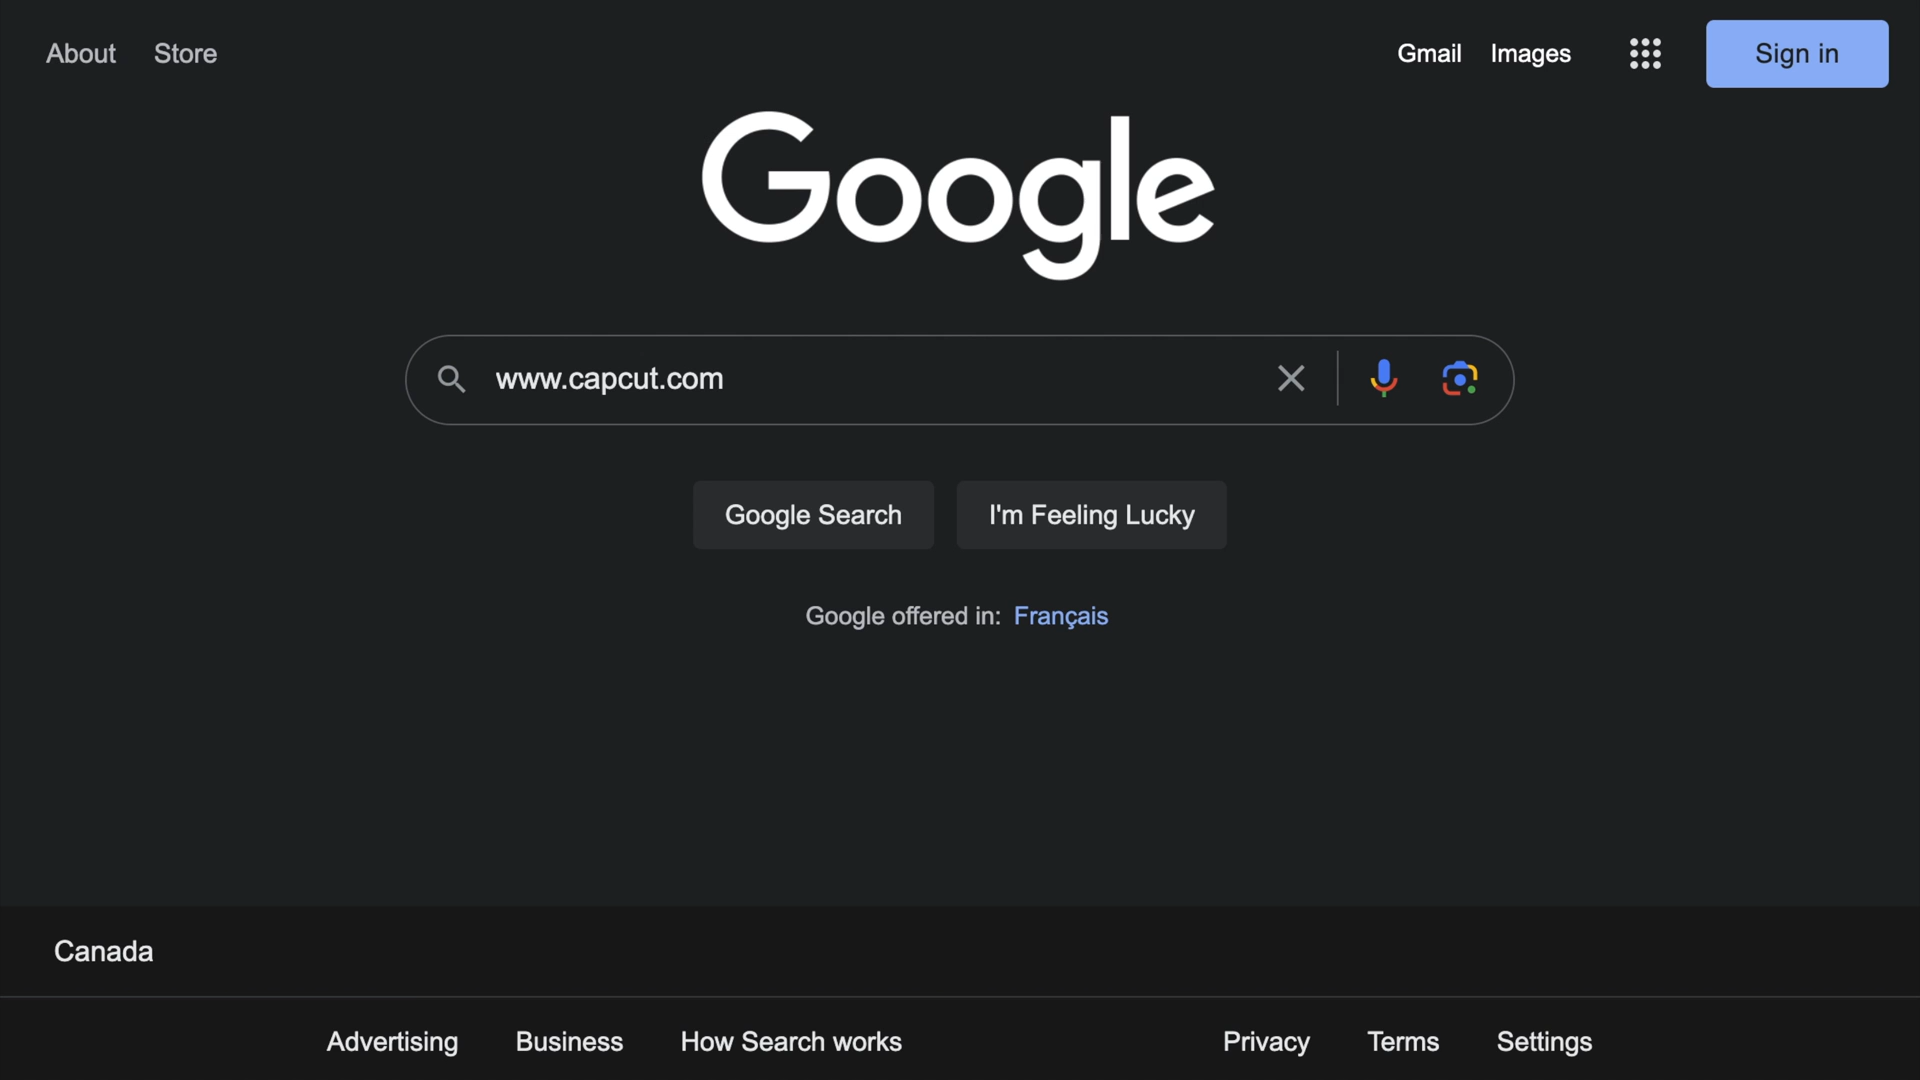 About Store Gmail Images Sign in
Google
www.capcut.com
Google Search I'm Feeling Lucky
Google offered in: Français
Canada
Advertising Business How Search works Privacy Terms Settings